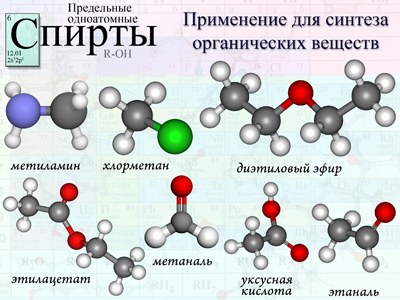 Предельные
одноатомные
Спирты
R-OH
6
12,01
2s²2p²
Применение для синтеза
органических веществ
метиламин
хлорметан
диэтиловый эфир
этилацетат
метаналь
уксусная
кислота
этаналь